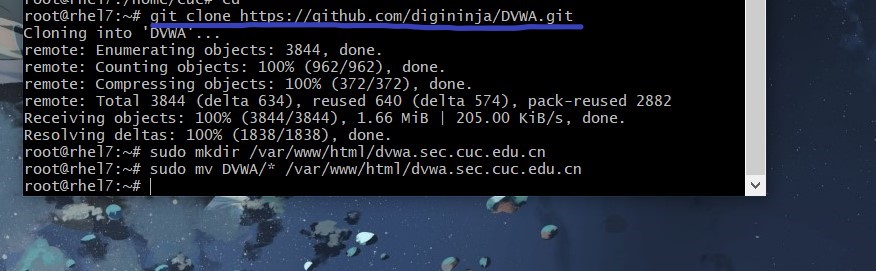 root@rhel7:/home/cuc# cd
root@rhel7:~# git clone https://github.com/digininja/DVWA.git
Cloning into 'DVWA'...
remote: Enumerating objects: 3844, done.
remote: Counting objects: 100% (962/962), done.
remote: Compressing objects: 100% (372/372), done.
remote: Total 3844 (delta 634), reused 640 (delta 574), pack-reused 2882
Receiving objects: 100% (3844/3844), 1.66 MiB | 205.00 KiB/s, done.
Resolving deltas: 100% (1838/1838), done.
root@rhel7:~# sudo mkdir /var/www/html/dvwa.sec.cuc.edu.cn
root@rhel7:~# sudo mv DVWA/* /var/www/html/dvwa.sec.cuc.edu.cn
root@rhel7:~#